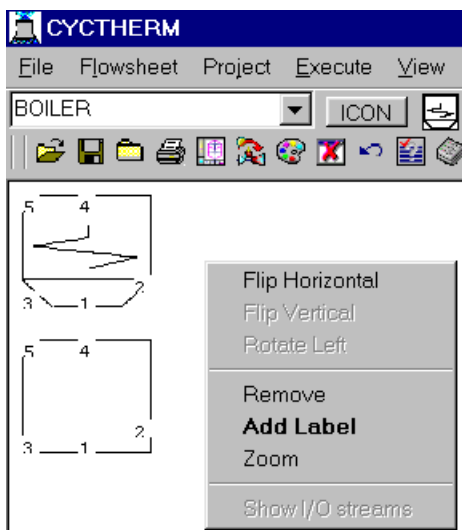 CYCTHERM
File Flowsheet Project Execute View
BOILER ICON
5 4
3 1 2
Flip Horizontal
Flip Vertical
Rotate Left
Remove
Add Label
Zoom
Show I/O streams
5 4
3 1 2